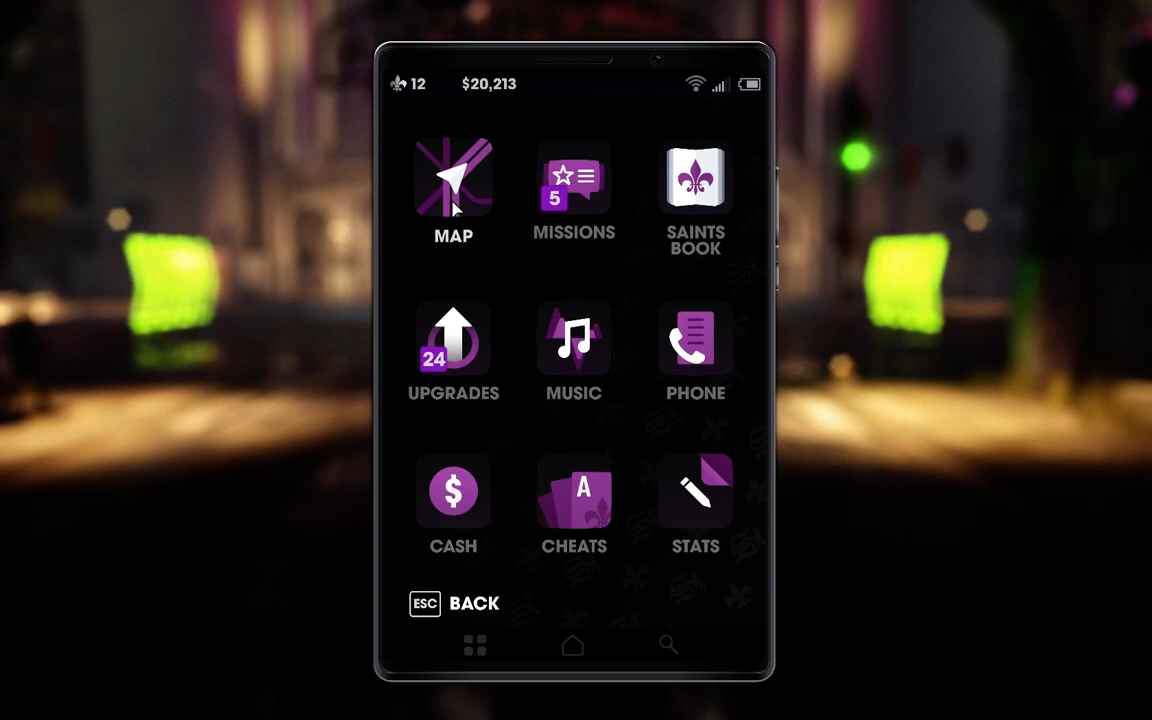 12 $20,213
MAP
5
MISSIONS
SAINTS
BOOK
24
UPGRADES
MUSIC
PHONE
$
CASH
A
CHEATS
STATS
ESC BACK